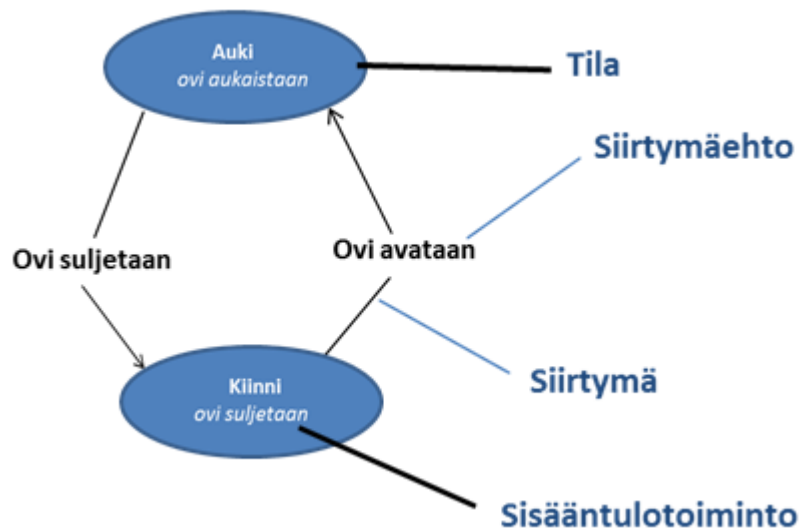 Auki
ovi aukaistaan
Tila
Siirtymäehto
Ovi suljetaan
Ovi avataan
Siirtymä
Kiinni
ovi suljetaan
Sisääntulotoiminto